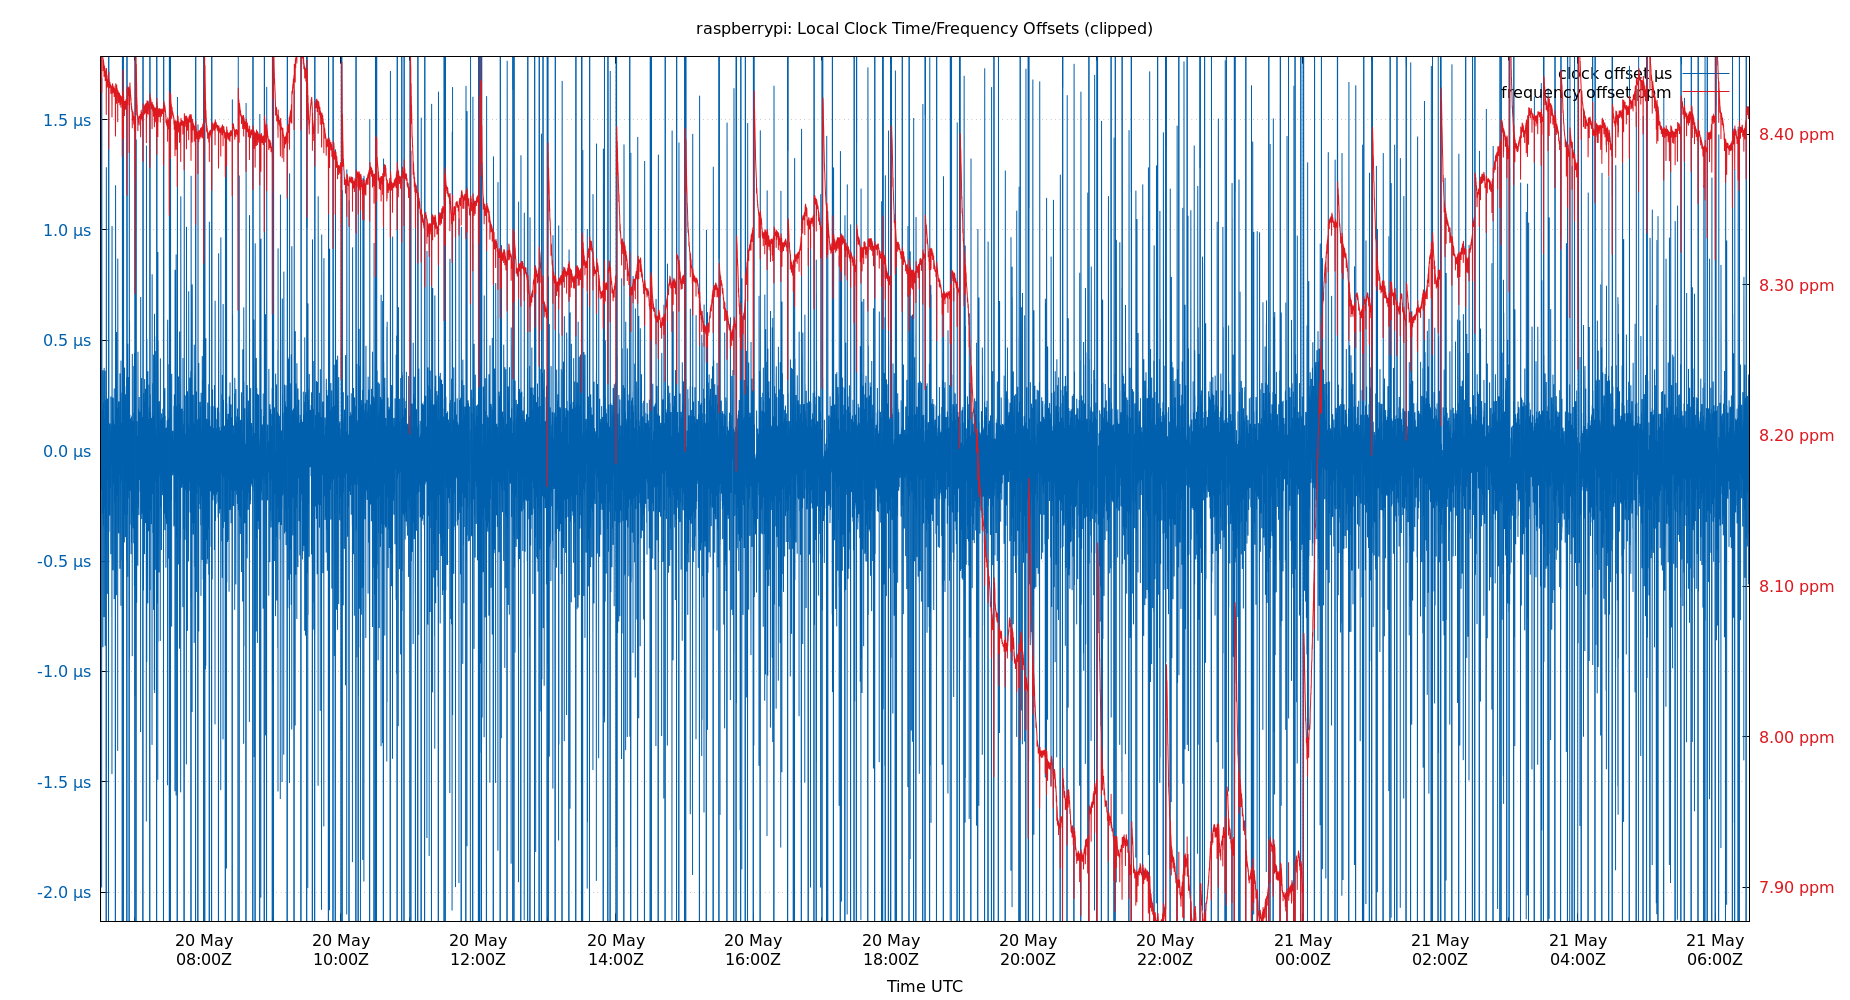 raspberrypi: Local Clock Time/Frequency Offsets (clipped)
clock offset µs
frequency offset ppm
1.5 µs
1.0 µs
0.5 µs
0.0 µs
-0.5 µs
-1.0 µs
-1.5 µs
-2.0 µs
8.40 ppm
8.30 ppm
8.20 ppm
8.10 ppm
8.00 ppm
7.90 ppm
20 May 20 May 20 May 20 May 20 May 20 May 20 May 20 May 21 May 21 May 21 May 21 May
08:00Z 10:00Z 12:00Z 14:00Z 16:00Z 18:00Z 20:00Z 22:00Z 00:00Z 02:00Z 04:00Z 06:00Z
Time UTC